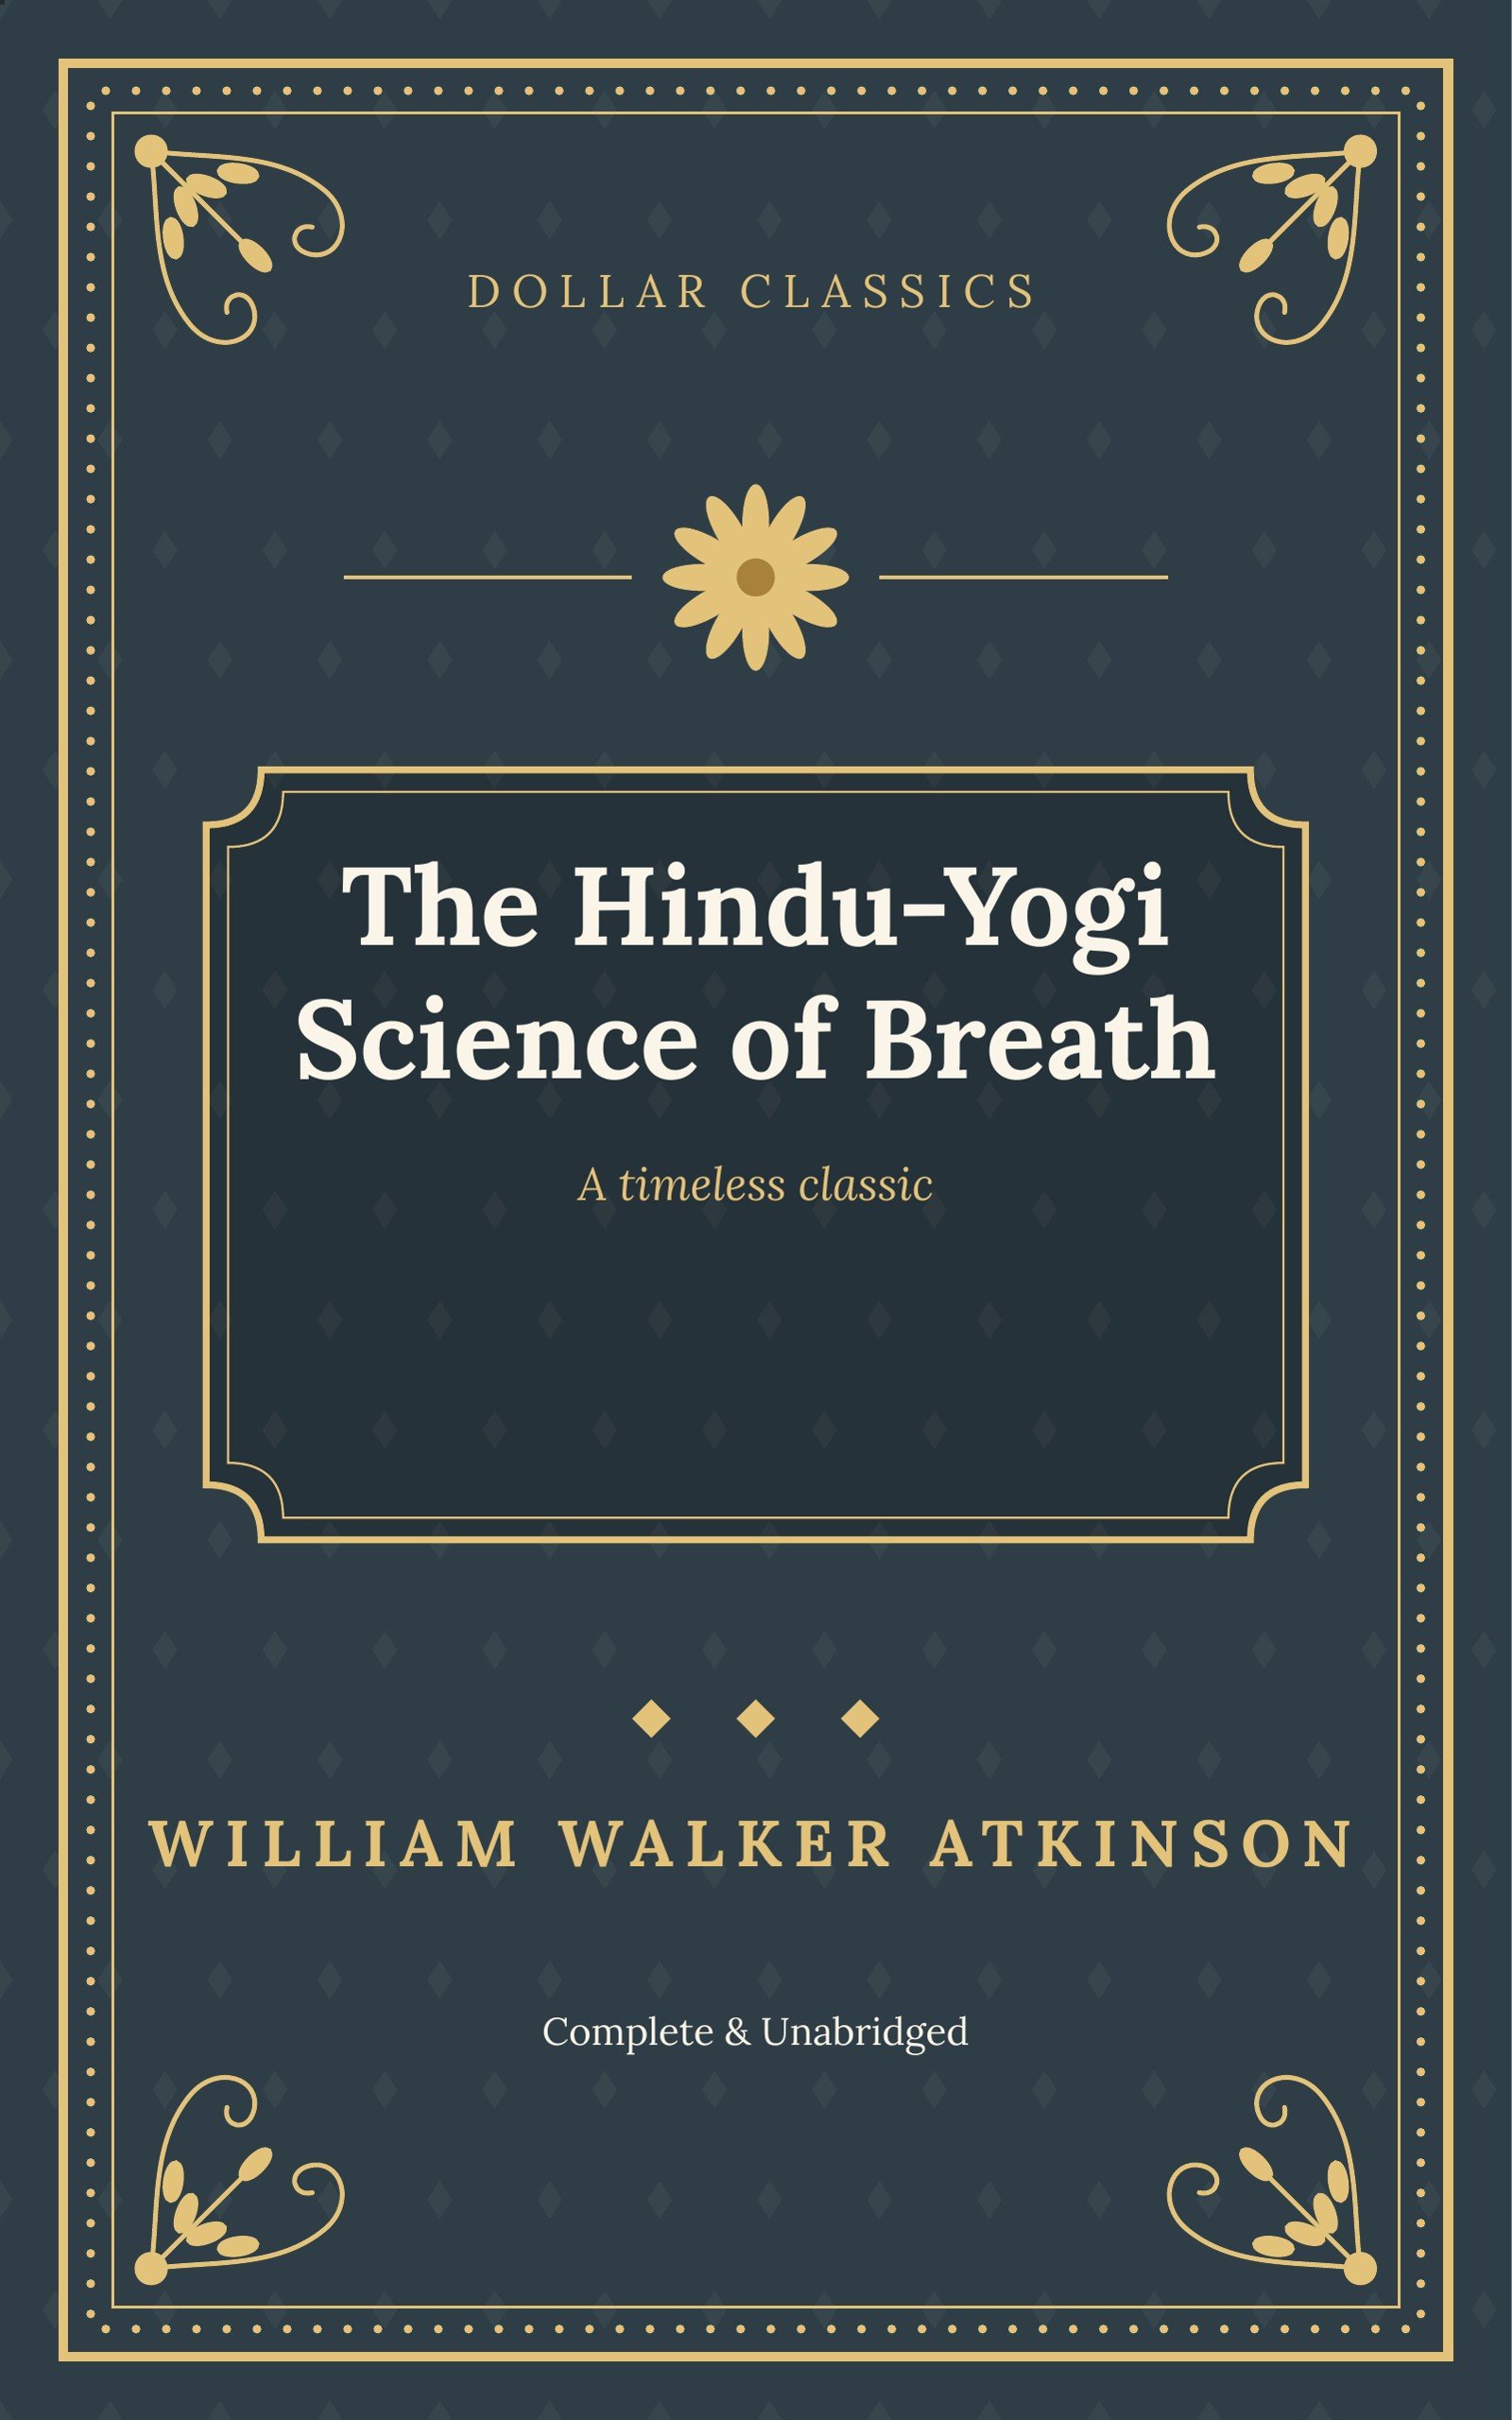 DOLLAR CLASSICS
The Hindu-Yogi
Science of Breath
A timeless classic
WILLIAM WALKER ATKINSON
Complete & Unabridged